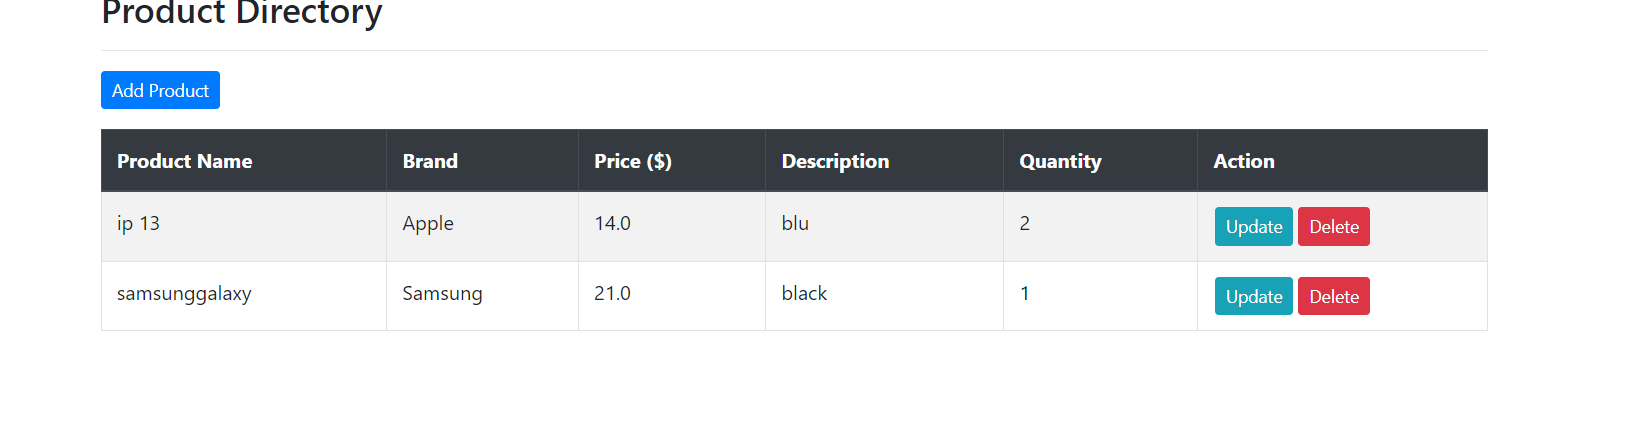 Product Directory
Add Product
Product Name Brand Price ($) Description Quantity Action
ip 13 Apple 14.0 blu 2 Update Delete
samsunggalaxy Samsung 21.0 black 1 Update Delete